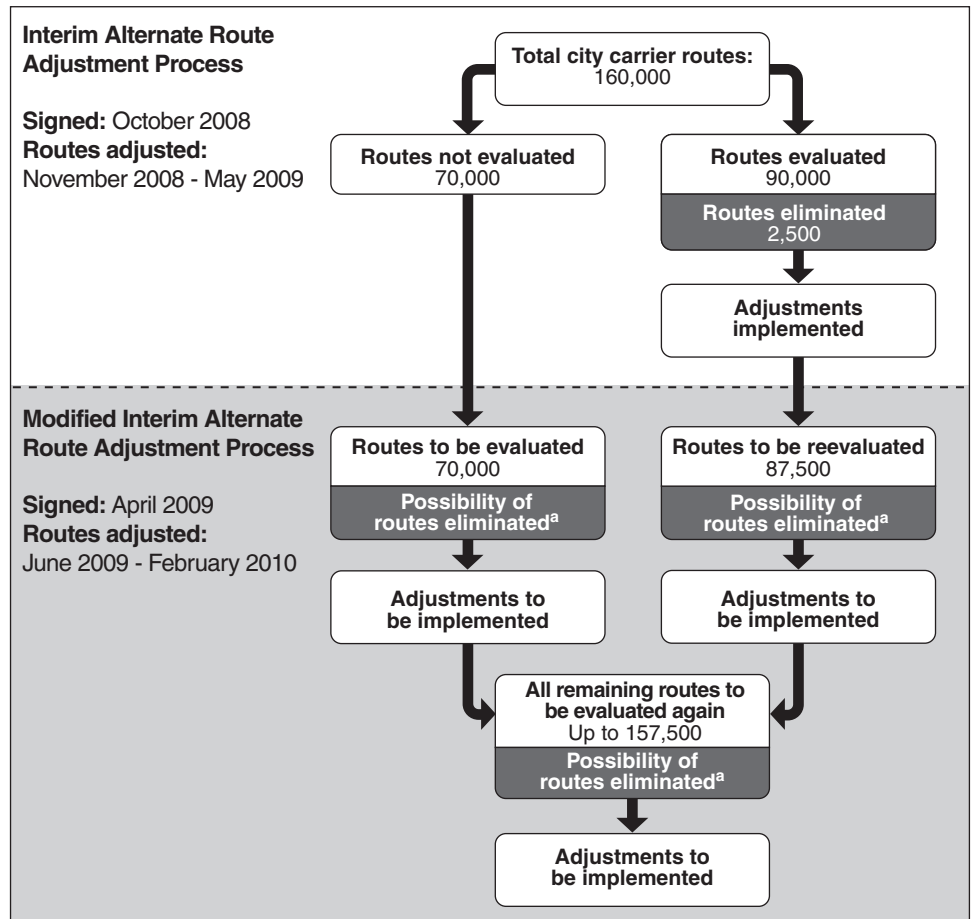 Interim Alternate Route
Adjustment Process
Signed: October 2008
Routes adjusted:
November 2008 - May 2009
Total city carrier routes:
160,000
Routes not evaluated
70,000
Routes evaluated
90,000
Routes eliminated
2,500
Adjustments
implemented
Modified Interim Alternate
Route Adjustment Process
Signed: April 2009
Routes adjusted:
June 2009 - February 2010
Routes to be evaluated
70,000
Possibility of
routes eliminatedᵃ
Routes to be reevaluated
87,500
Possibility of
routes eliminatedᵃ
Adjustments to
be implemented
Adjustments to
be implemented
All remaining routes to
be evaluated again
Up to 157,500
Possibility of
routes eliminatedᵃ
Adjustments to
be implemented